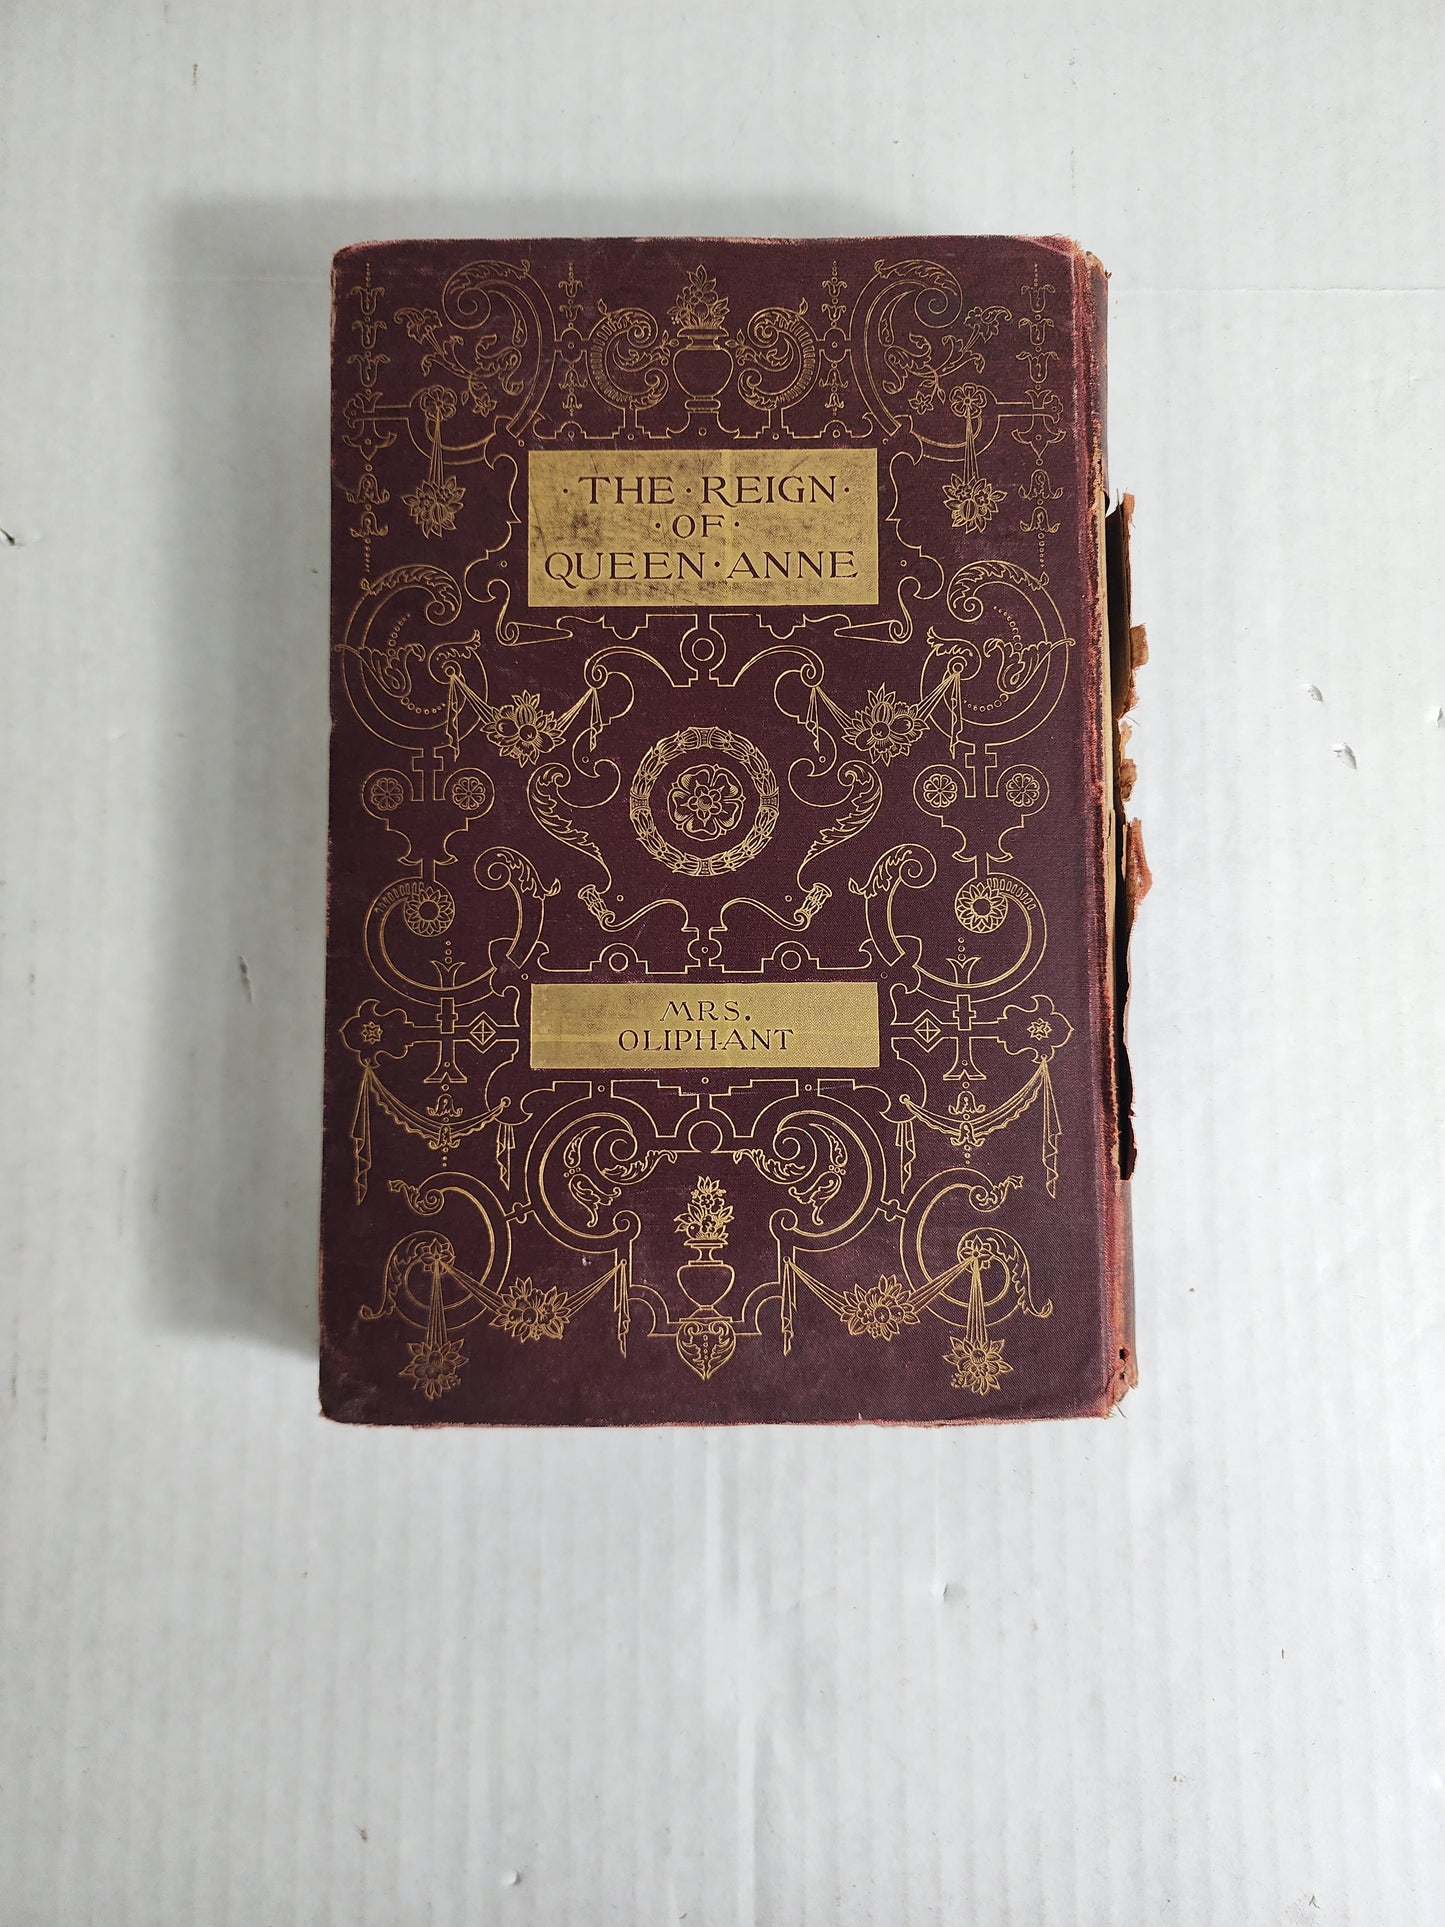 ·THE·REIGN·
·OF·
QUEEN·ANNE
MRS.
OLIPHANT